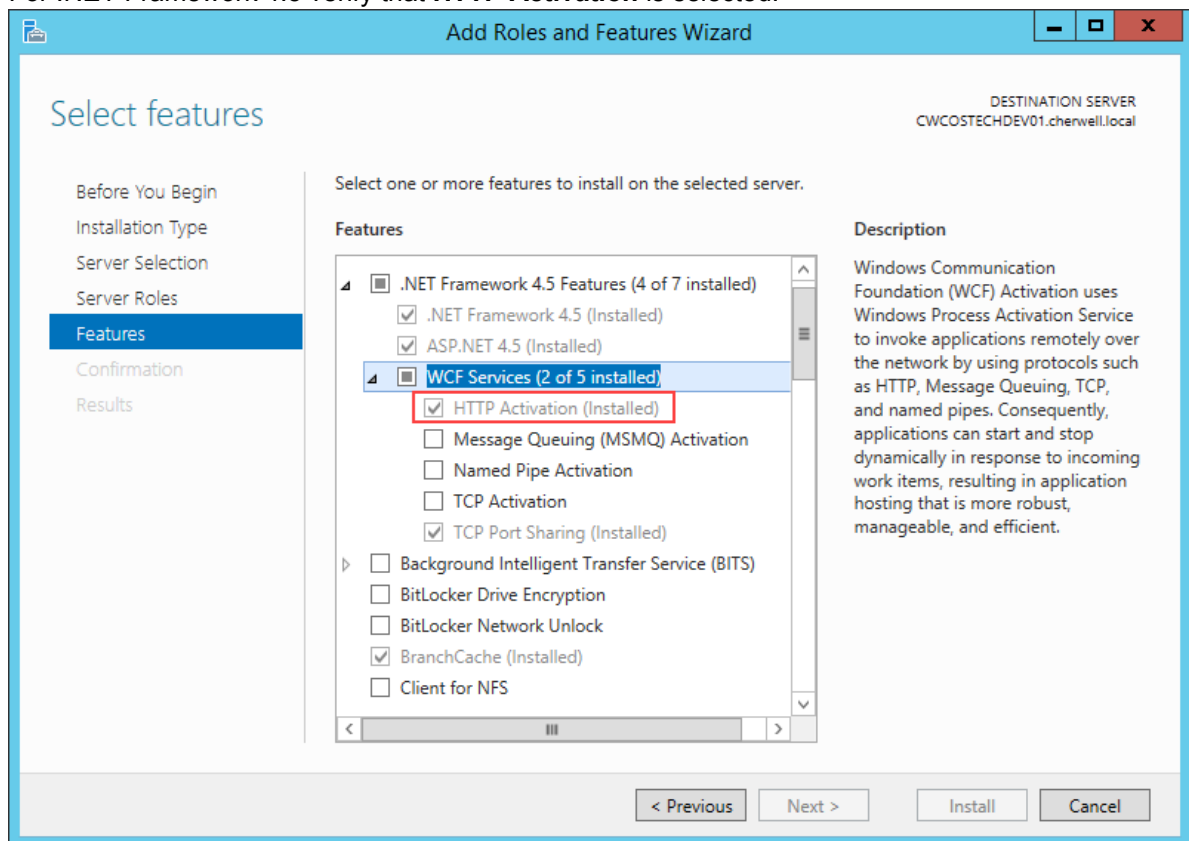 Add Roles and Features Wizard
Select features
DESTINATION SERVER
CWCOSTECHDEV01.cherwell.local
Before You Begin
Installation Type
Server Selection
Server Roles
Features
Confirmation
Results
Select one or more features to install on the selected server.
Features
.NET Framework 4.5 Features (4 of 7 installed)
.NET Framework 4.5 (Installed)
ASP.NET 4.5 (Installed)
WCF Services (2 of 5 installed)
HTTP Activation (Installed)
Message Queuing (MSMQ) Activation
Named Pipe Activation
TCP Activation
TCP Port Sharing (Installed)
Background Intelligent Transfer Service (BITS)
BitLocker Drive Encryption
BitLocker Network Unlock
BranchCache (Installed)
Client for NFS
Description
Windows Communication
Foundation (WCF) Activation uses
Windows Process Activation Service
to invoke applications remotely over
the network by using protocols such
as HTTP, Message Queuing, TCP,
and named pipes. Consequently,
applications can start and stop
dynamically in response to incoming
work items, resulting in application
hosting that is more robust,
manageable, and efficient.
< Previous
Next >
Install
Cancel